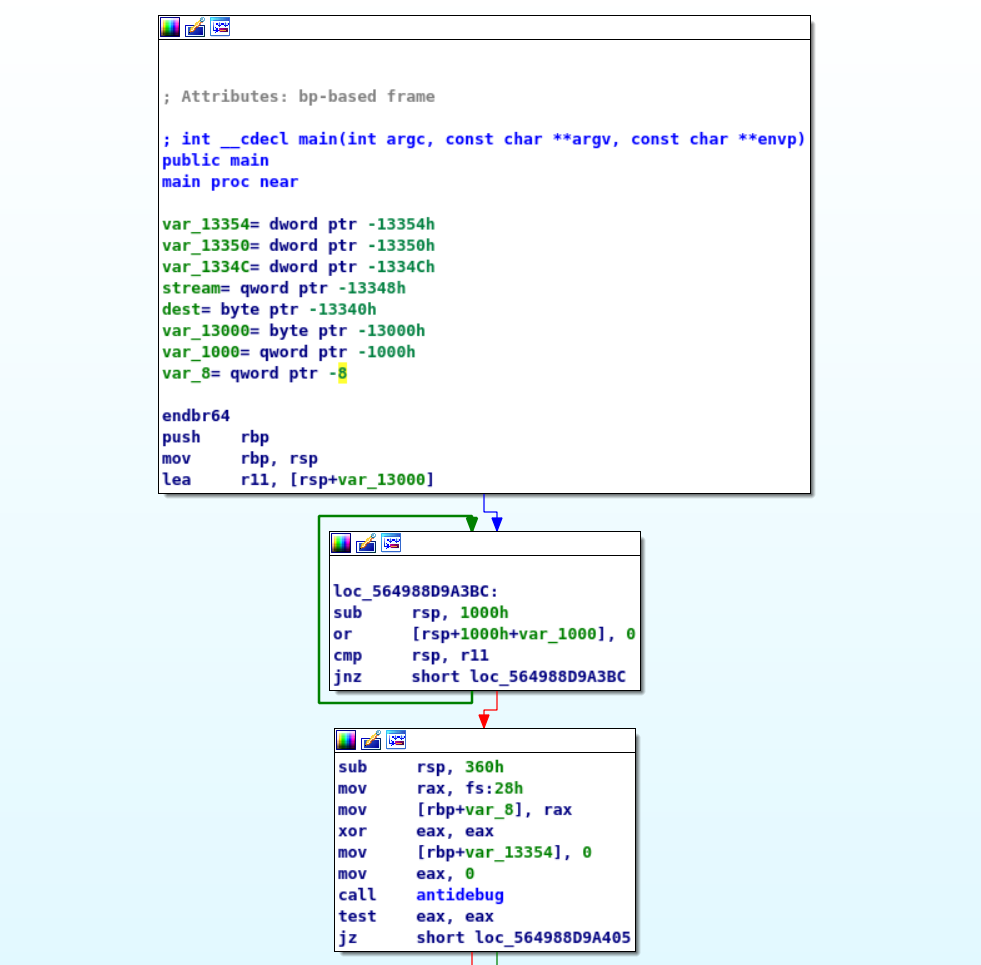 ; Attributes: bp-based frame
; int __cdecl main(int argc, const char **argv, const char **envp)
public main
main proc near
var_13354= dword ptr -13354h
var_13350= dword ptr -13350h
var_1334C= dword ptr -1334Ch
stream= qword ptr -13348h
dest= byte ptr -13340h
var_13000= byte ptr -13000h
var_1000= qword ptr -1000h
var_8= qword ptr -8
endbr64
push rbp
mov rbp, rsp
lea r11, [rsp+var_13000]
loc_564988D9A3BC:
sub rsp, 1000h
or [rsp+1000h+var_1000], 0
cmp rsp, r11
jnz short loc_564988D9A3BC
sub rsp, 360h
mov rax, fs:28h
mov [rbp+var_8], rax
xor eax, eax
mov [rbp+var_13354], 0
mov eax, 0
call antidebug
test eax, eax
jz short loc_564988D9A405